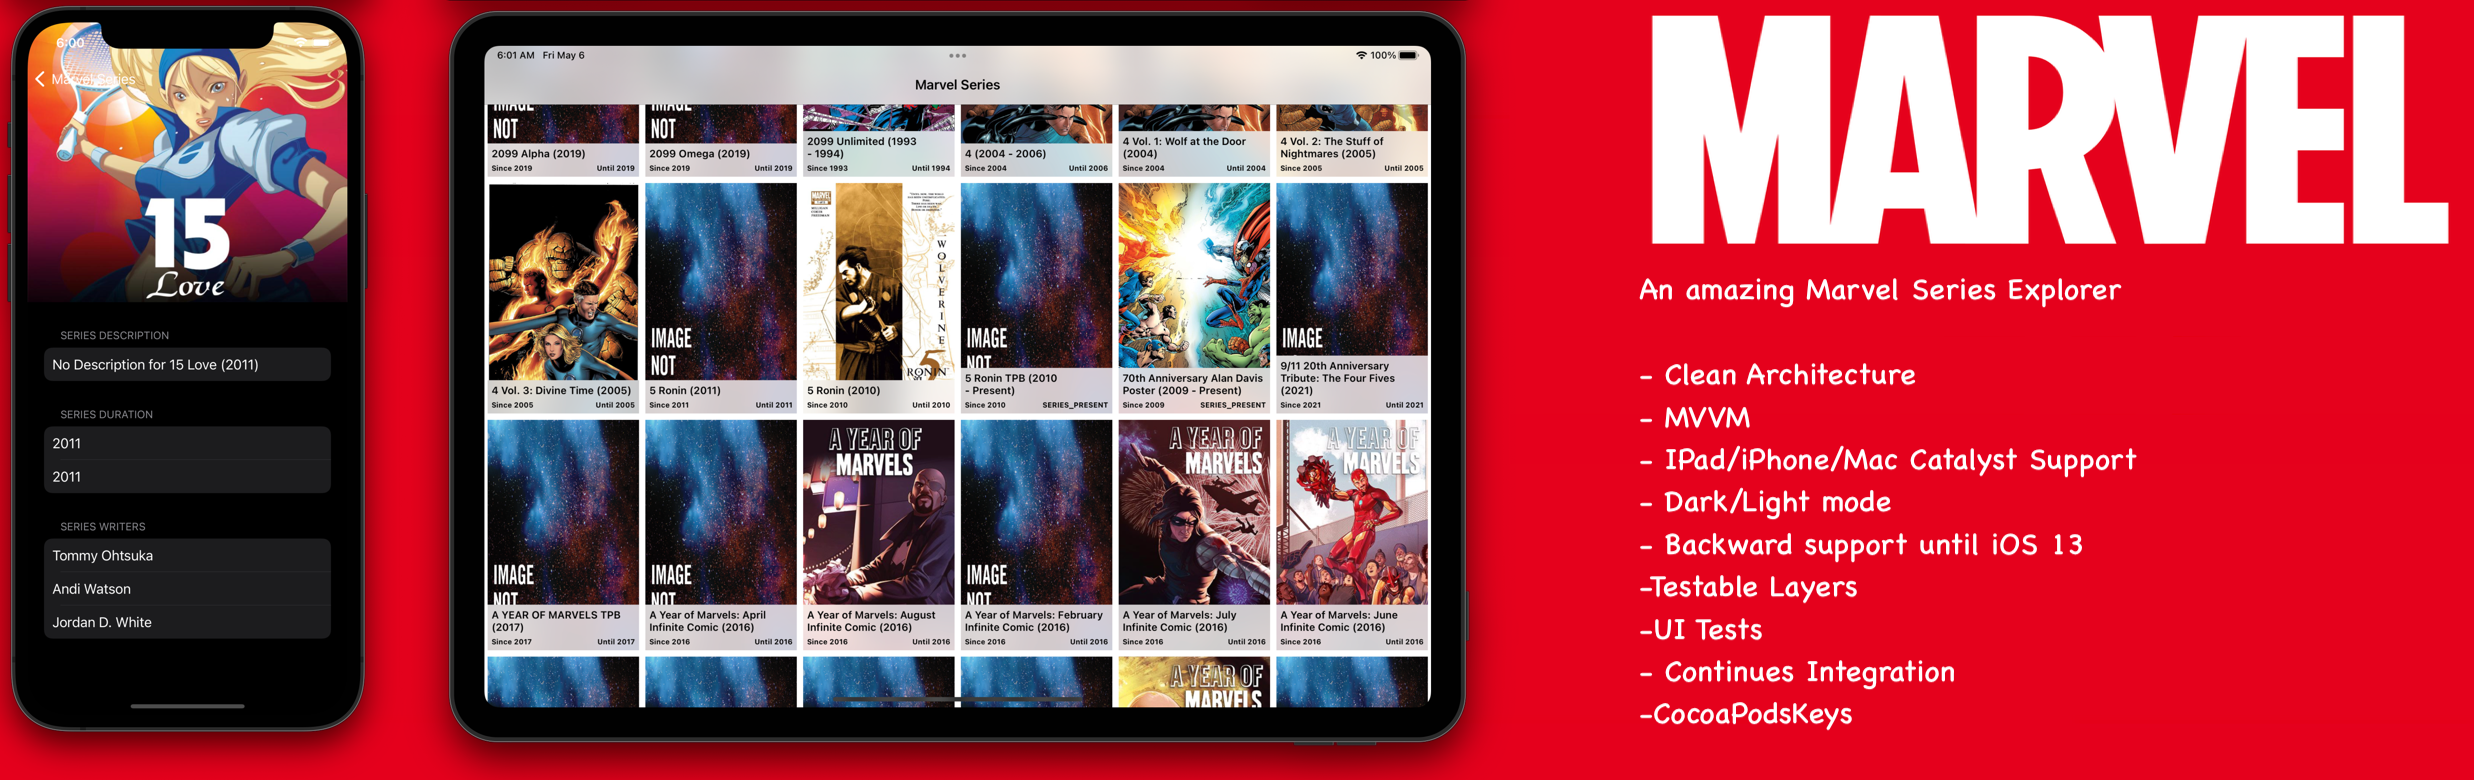 6:00
Marvel Series
15
Love
SERIES DESCRIPTION
No Description for 15 Love (2011)
SERIES DURATION
2011
2011
SERIES WRITERS
Tommy Ohtsuka
Andi Watson
Jordan D. White
6:01 AM Fri May 6
100%
Marvel Series
IMAGE
NOT
2099 Alpha (2019)
Since 2019 Until 2019
IMAGE
NOT
2099 Omega (2019)
Since 2019 Until 2019
2099 Unlimited (1993
- 1994)
Since 1993 Until 1994
4 (2004 - 2006)
Since 2004 Until 2006
4 Vol. 1: Wolf at the Door
(2004)
Since 2004 Until 2004
4 Vol. 2: The Stuff of
Nightmares (2005)
Since 2005 Until 2005
4 Vol. 3: Divine Time (2005)
Since 2005 Until 2005
IMAGE
NOT
5 Ronin (2011)
Since 2011 Until 2011
MARVEL
WOLVERINE
5
RONIN
5 Ronin (2010)
Since 2010 Until 2010
IMAGE
NOT
5 Ronin TPB (2010
- Present)
Since 2010 SERIES_PRESENT
70th Anniversary Alan Davis
Poster (2009 - Present)
Since 2009 SERIES_PRESENT
IMAGE
9/11 20th Anniversary
Tribute: The Four Fives
(2021)
Since 2021 Until 2021
IMAGE
NOT
A YEAR OF MARVELS TPB
(2017)
Since 2017 Until 2017
IMAGE
NOT
A Year of Marvels: April
Infinite Comic (2016)
Since 2016 Until 2016
A YEAR OF
MARVELS
A Year of Marvels: August
Infinite Comic (2016)
Since 2016 Until 2016
IMAGE
NOT
A Year of Marvels: February
Infinite Comic (2016)
Since 2016 Until 2016
A YEAR OF
MARVELS
A Year of Marvels: July
Infinite Comic (2016)
Since 2016 Until 2016
A YEAR OF
MARVELS
A Year of Marvels: June
Infinite Comic (2016)
Since 2016 Until 2016
A YEAR OF
MARVELS
MARVEL
An amazing Marvel Series Explorer
- Clean Architecture
- MVVM
- IPad/iPhone/Mac Catalyst Support
- Dark/Light mode
- Backward support until iOS 13
-Testable Layers
-UI Tests
- Continues Integration
-CocoaPodsKeys